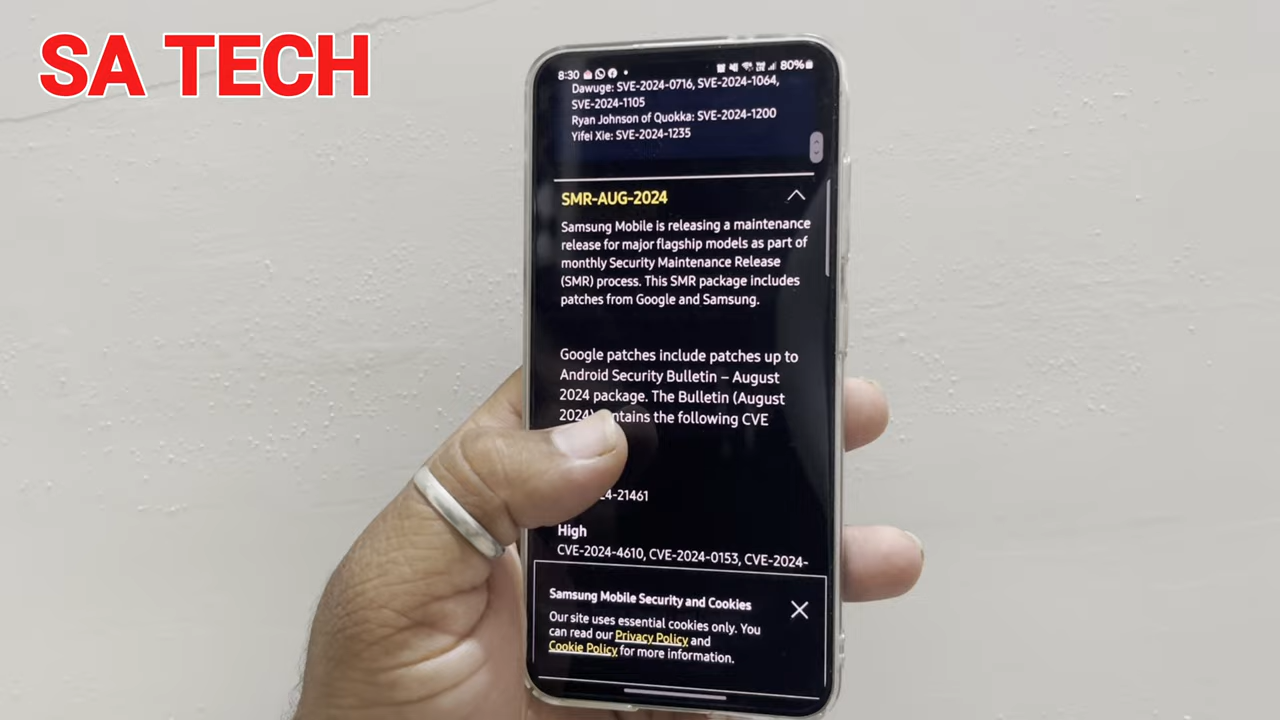 SA TECH
8:30
80%
Dawuge: SVE-2024-0716, SVE-2024-1064,
SVE-2024-1105
Ryan Johnson of Quokka: SVE-2024-1200
Yifei Xie: SVE-2024-1235
SMR-AUG-2024
Samsung Mobile is releasing a maintenance
release for major flagship models as part of
monthly Security Maintenance Release
(SMR) process. This SMR package includes
patches from Google and Samsung.
Google patches include patches up to
Android Security Bulletin – August
2024 package. The Bulletin (August
2024) ntains the following CVE
4-21461
High
CVE-2024-4610, CVE-2024-0153, CVE-2024-
Samsung Mobile Security and Cookies
Our site uses essential cookies only. You
can read our Privacy Policy and
Cookie Policy for more information.